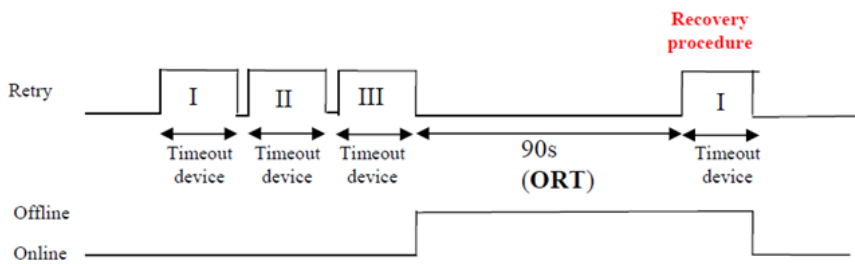 Recovery
procedure
Retry
I
II
III
I
Timeout
device
Timeout
device
Timeout
device
90s
(ORT)
Timeout
device
Offline
Online